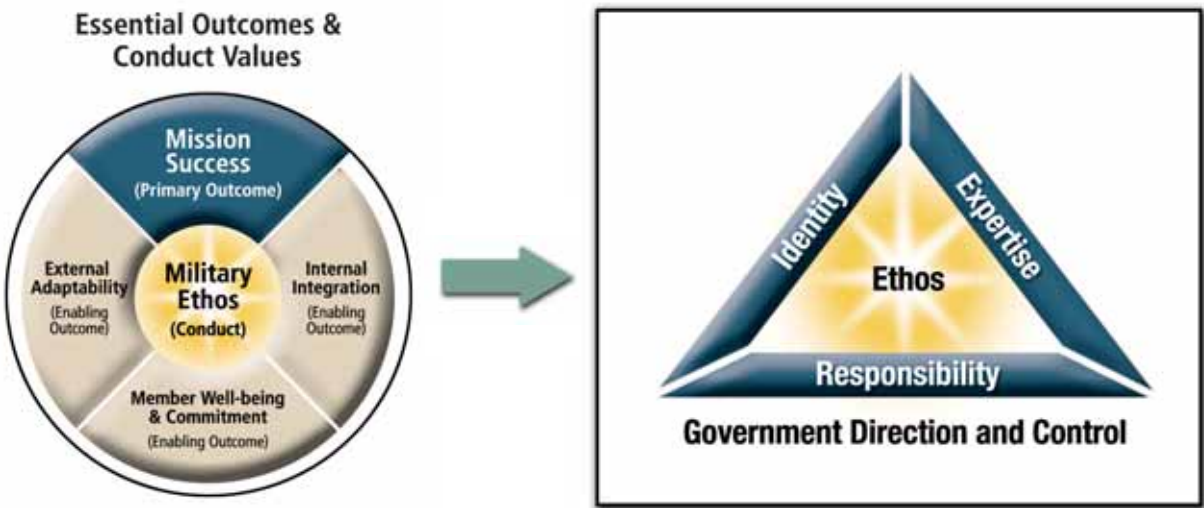 Essential Outcomes &
Conduct Values
Mission
Success
(Primary Outcome)
External
Adaptability
(Enabling
Outcome)
Military
Ethos
(Conduct)
Internal
Integration
(Enabling
Outcome)
Member Well-being
& Commitment
(Enabling Outcome)
Identity
Expertise
Ethos
Responsibility
Government Direction and Control